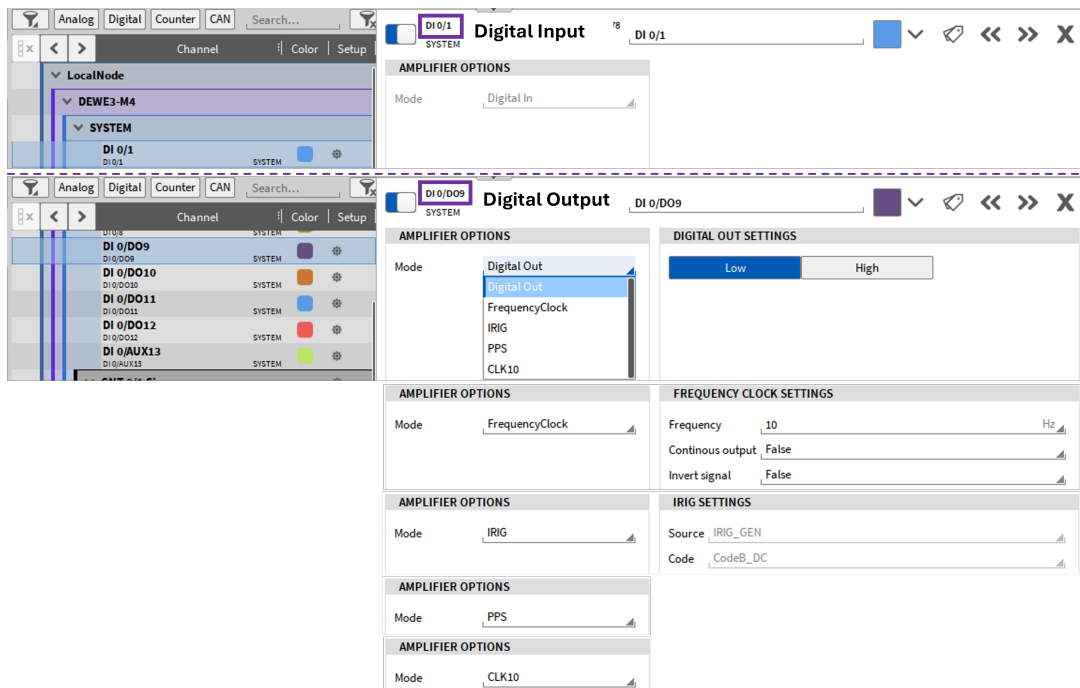 Analog Digital Counter CAN Search...
Channel Color Setup
LocalNode
DEWE3-M4
SYSTEM
DI 0/1
DI 0/1 SYSTEM
DI 0/1 Digital Input DI 0/1
SYSTEM
AMPLIFIER OPTIONS
Mode Digital In
Analog Digital Counter CAN Search...
Channel Color Setup
DI 0/8 SYSTEM
DI 0/DO9
DI 0/DO9 SYSTEM
DI 0/DO10
DI 0/DO10 SYSTEM
DI 0/DO11
DI 0/DO11 SYSTEM
DI 0/DO12
DI 0/DO12 SYSTEM
DI 0/AUX13
DI 0/AUX13 SYSTEM
DI 0/DO9 Digital Output DI 0/DO9
SYSTEM
AMPLIFIER OPTIONS
Mode Digital Out
Digital Out
FrequencyClock
IRIG
PPS
CLK10
DIGITAL OUT SETTINGS
Low High
AMPLIFIER OPTIONS
Mode FrequencyClock
FREQUENCY CLOCK SETTINGS
Frequency 10 Hz
Continous output False
Invert signal False
AMPLIFIER OPTIONS
Mode IRIG
IRIG SETTINGS
Source IRIG_GEN
Code CodeB_DC
AMPLIFIER OPTIONS
Mode PPS
AMPLIFIER OPTIONS
Mode CLK10